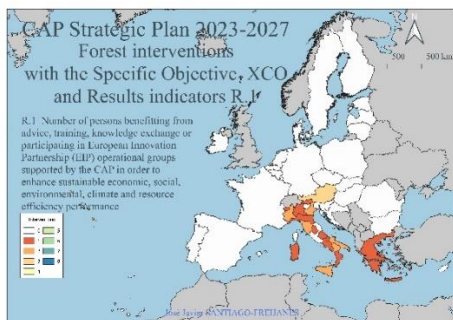 CAP Strategic Plan 2023-2027
Forest interventions
with the Specific Objective, XCO
and Results indicators R.1
500 500 km
R.1 Number of persons benefitting from
advice, training, knowledge exchange or
participating in European Innovation
Partnership (EIP) operational groups
supported by the CAP in order to
enhance sustainable economic, social,
environmental, climate and resource
efficiency performance
José Javier SANTIAGO-FREIJANES